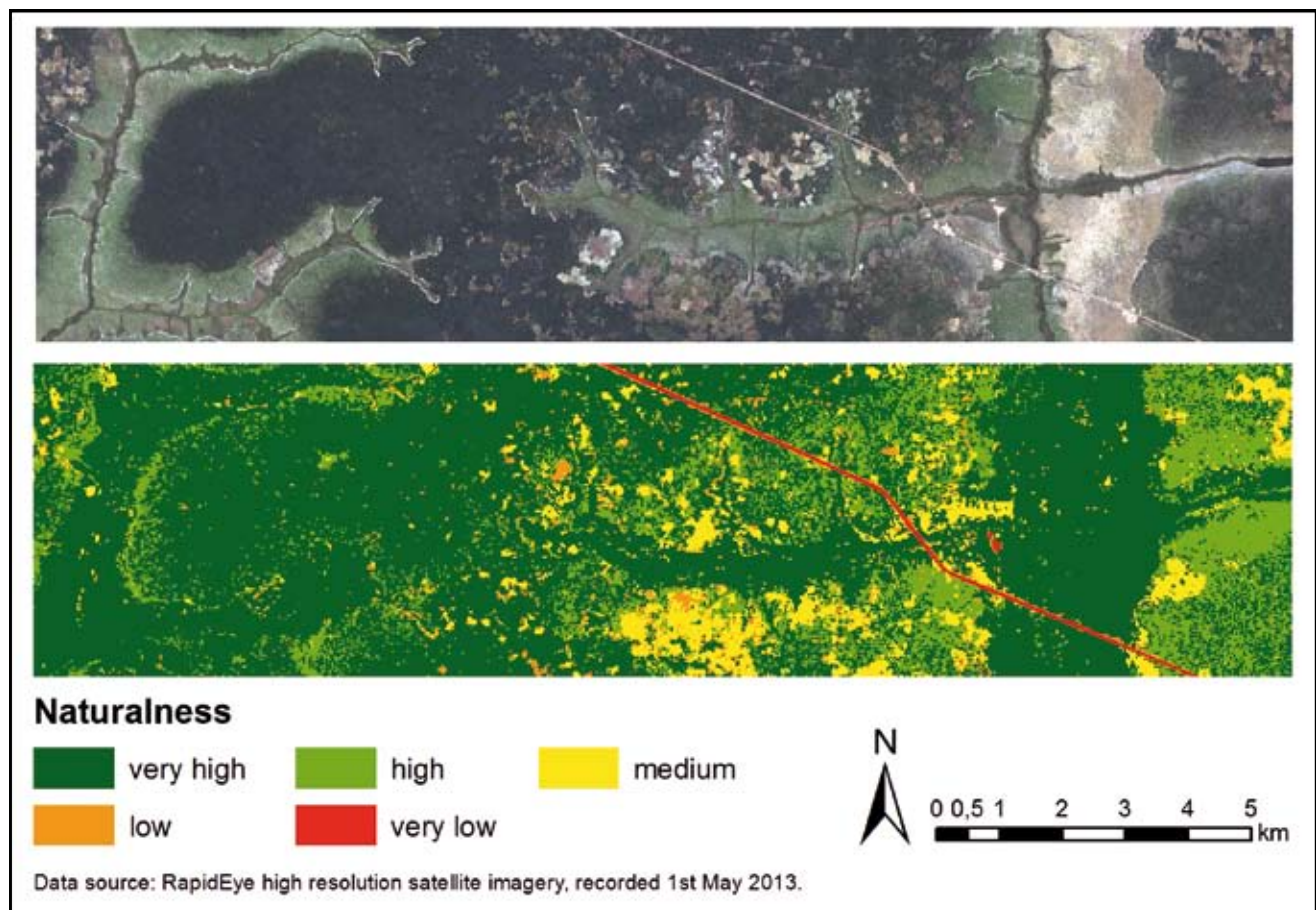 Naturalness
very high
high
medium
low
very low
N
0 0,5 1 2 3 4 5
km
Data source: RapidEye high resolution satellite imagery, recorded 1st May 2013.